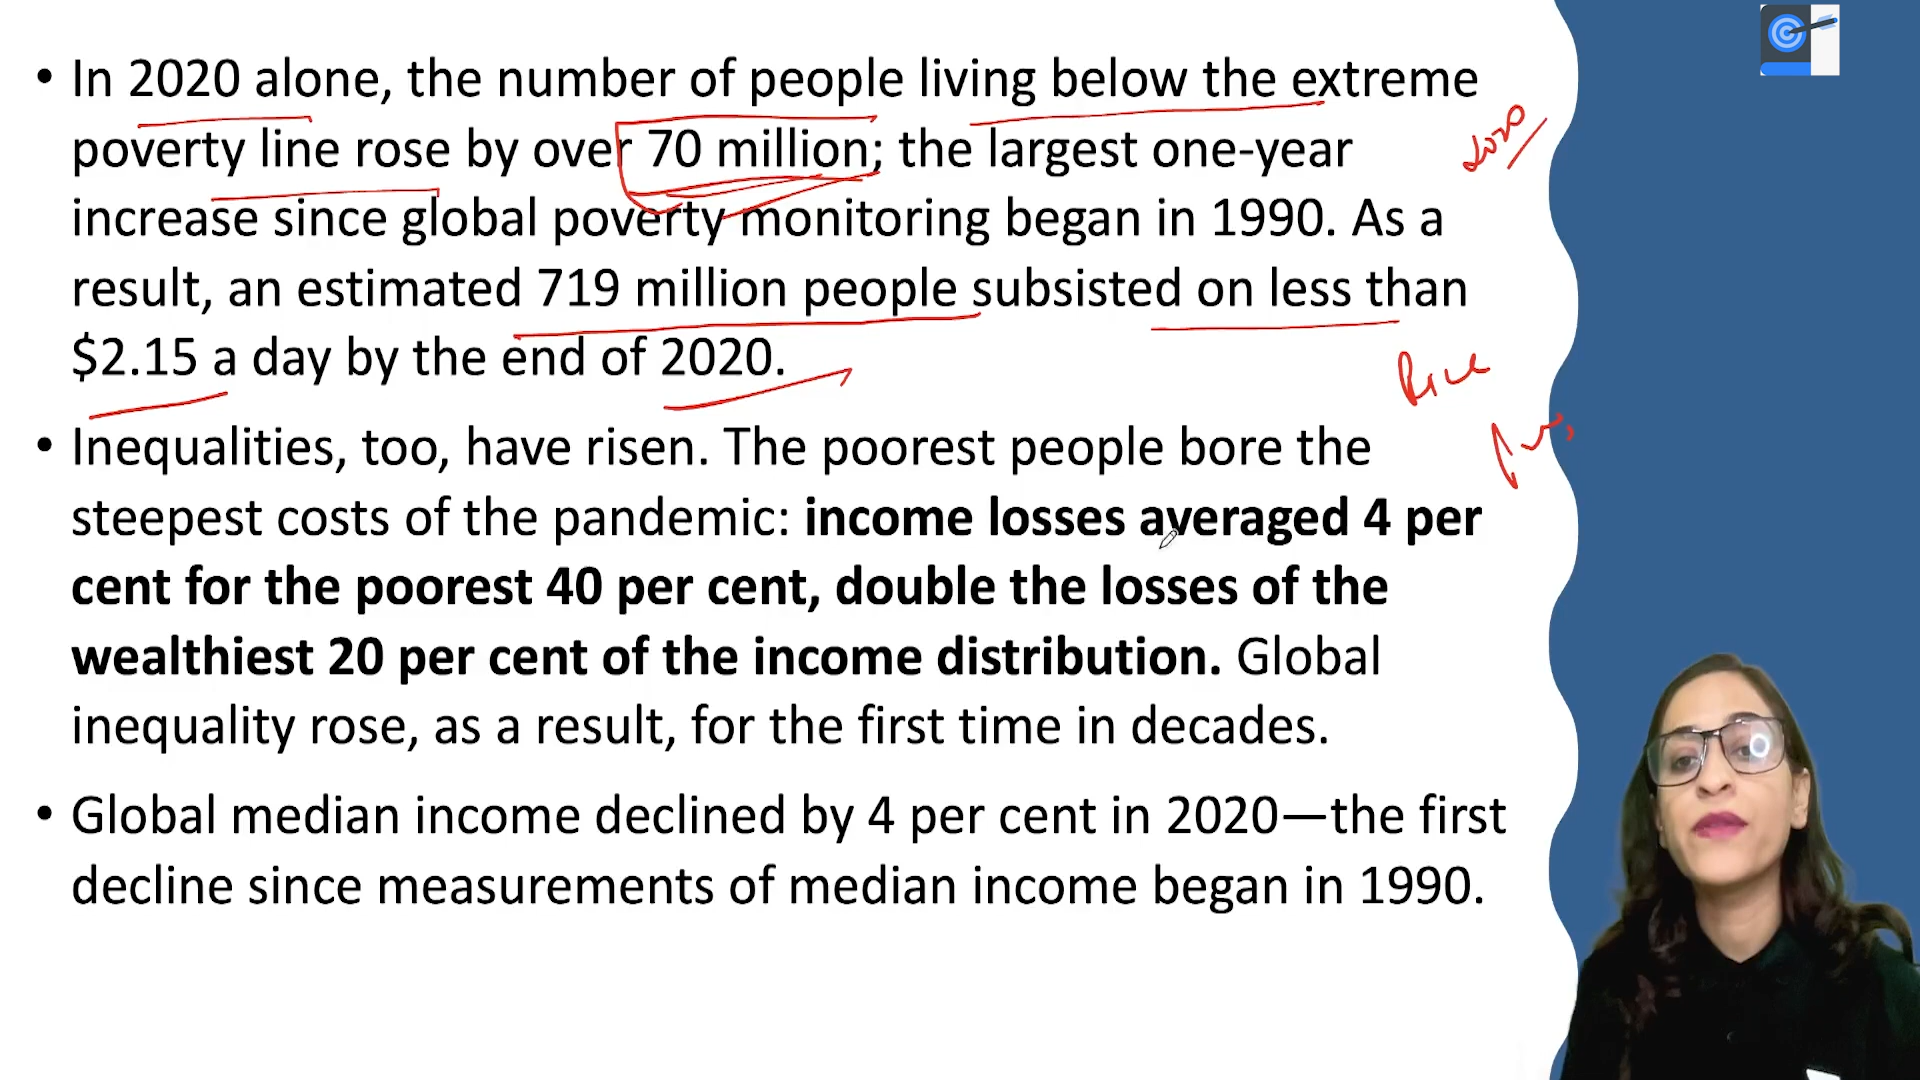 • In 2020 alone, the number of people living below the extreme
poverty line rose by over 70 million; the largest one-year
2020
increase since global poverty monitoring began in 1990. As a
result, an estimated 719 million people subsisted on less than
$2.15 a day by the end of 2020.
• Inequalities, too, have risen. The poorest people bore the
steepest costs of the pandemic: income losses averaged 4 per
cent for the poorest 40 per cent, double the losses of the
wealthiest 20 per cent of the income distribution. Global
inequality rose, as a result, for the first time in decades.
• Global median income declined by 4 per cent in 2020—the first
decline since measurements of median income began in 1990.